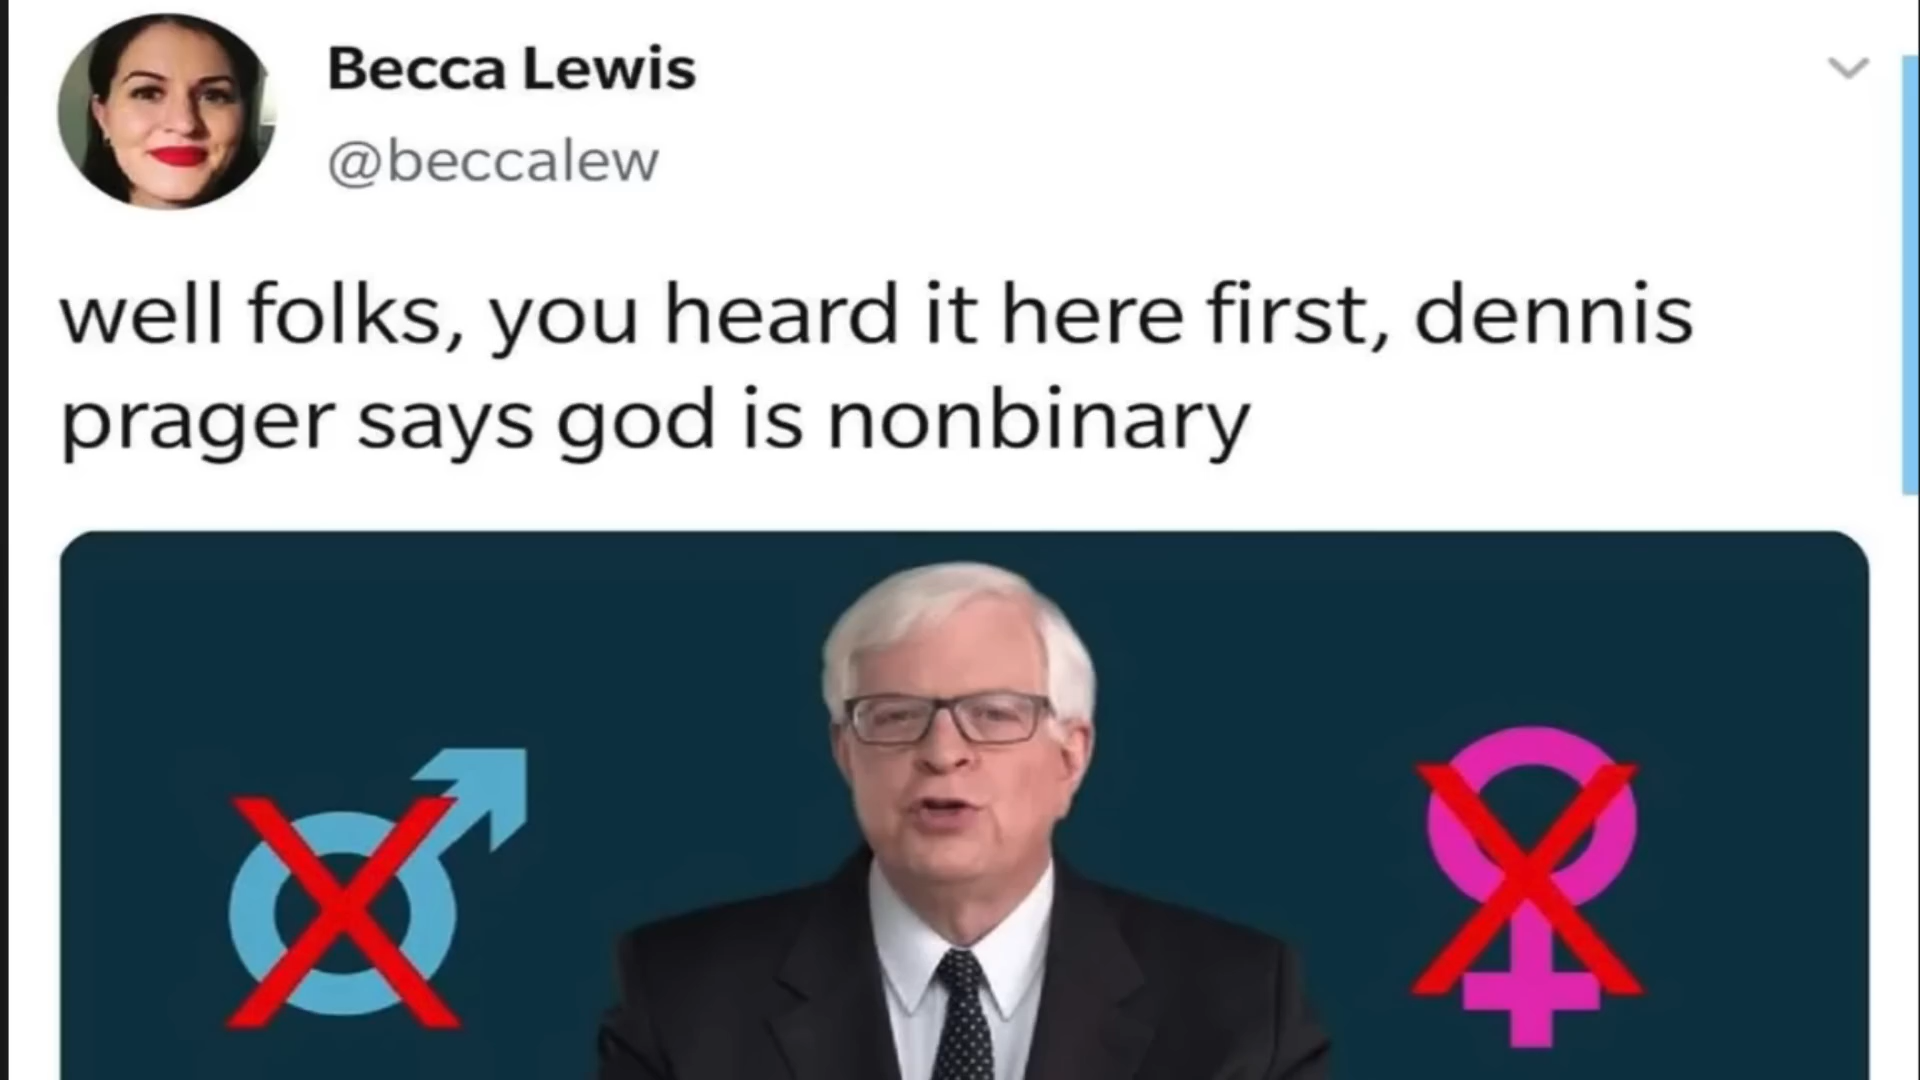 Becca Lewis
@beccalew
well folks, you heard it here first, dennis
prager says god is nonbinary